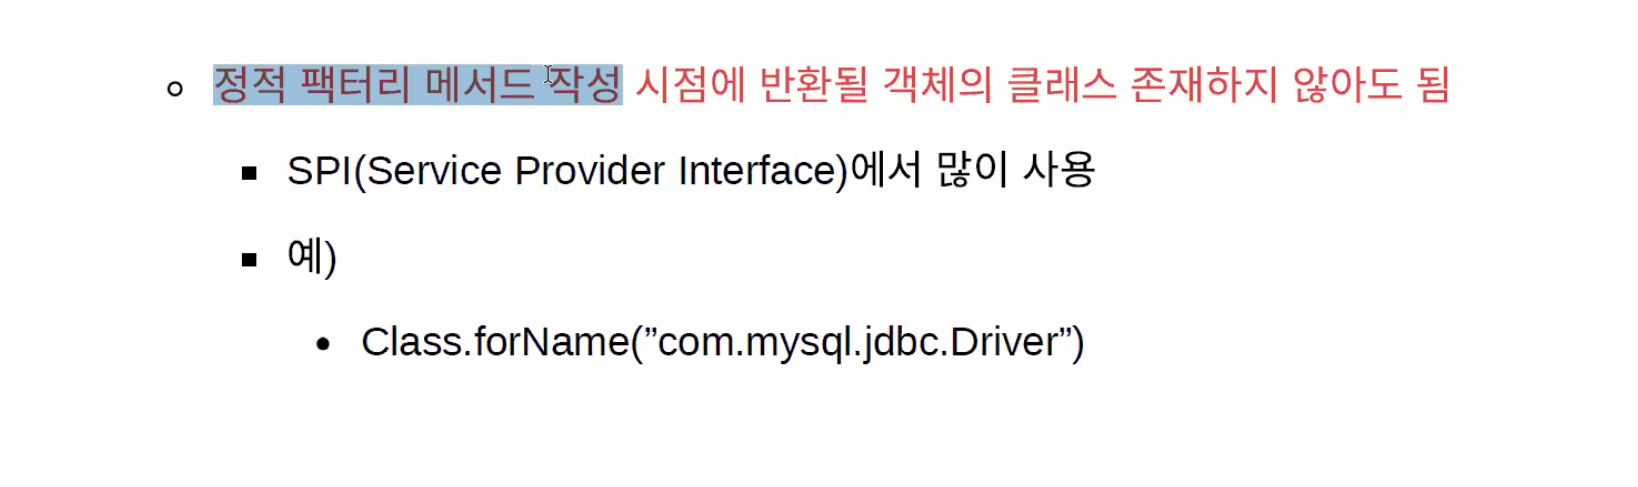 정적 팩터리 메서드 작성 시점에 반환될 객체의 클래스 존재하지 않아도 됨
SPI(Service Provider Interface)에서 많이 사용
예)
Class.forName(”com.mysql.jdbc.Driver”)